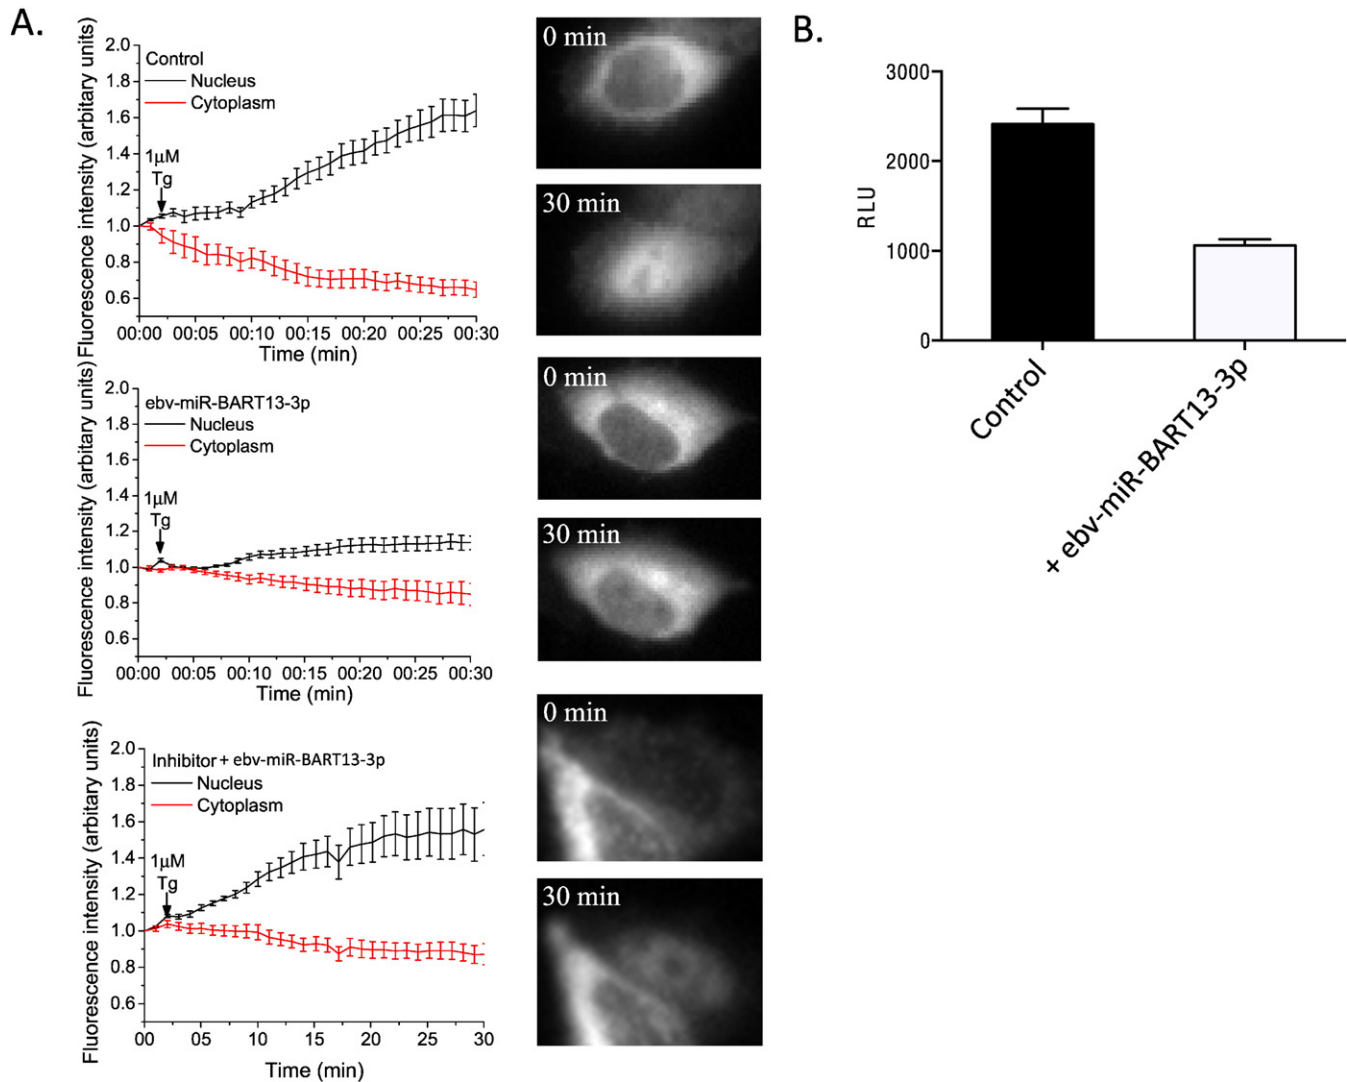 A.
Fluorescence intensity (arbitary units)
2.0
1.8
1.6
1.4
1.2
1.0
0.8
0.6
Control
Nucleus
Cytoplasm
1μM
Tg
00:00 00:05 00:10 00:15 00:20 00:25 00:30
Time (min)
0 min
30 min
Fluorescence intensity (arbitary units)
2.0
1.8
1.6
1.4
1.2
1.0
0.8
0.6
ebv-miR-BART13-3p
Nucleus
Cytoplasm
1μM
Tg
00:00 00:05 00:10 00:15 00:20 00:25 00:30
Time (min)
0 min
30 min
Fluorescence intensity (arbitary units)
2.0
1.8
1.6
1.4
1.2
1.0
0.8
0.6
Inhibitor + ebv-miR-BART13-3p
Nucleus
Cytoplasm
1μM
Tg
00 05 10 15 20 25 30
Time (min)
0 min
30 min
B.
RLU
3000
2000
1000
0
Control
+ ebv-miR-BART13-3p